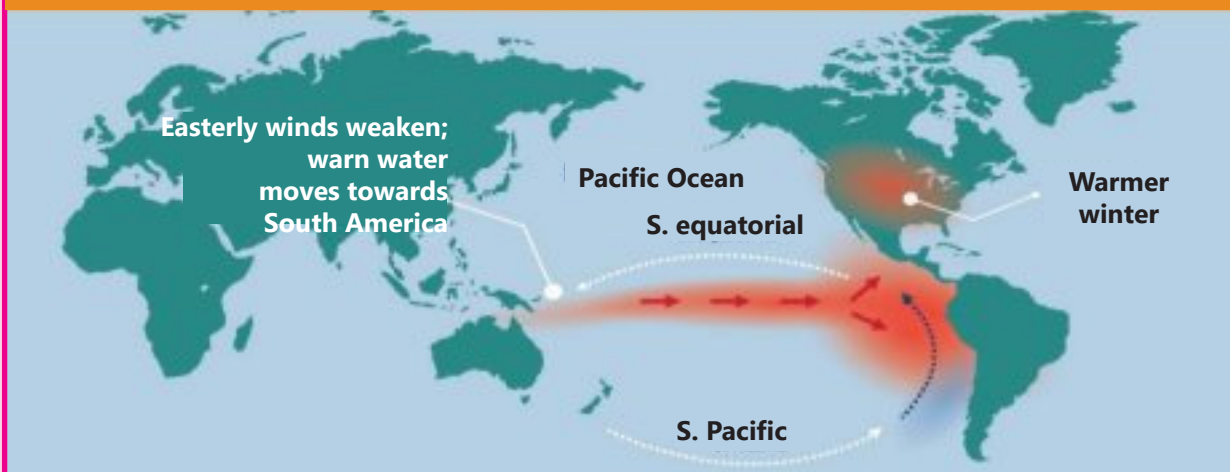 Easterly winds weaken;
warn water
moves towards
South America
Pacific Ocean
S. equatorial
Warmer
winter
S. Pacific